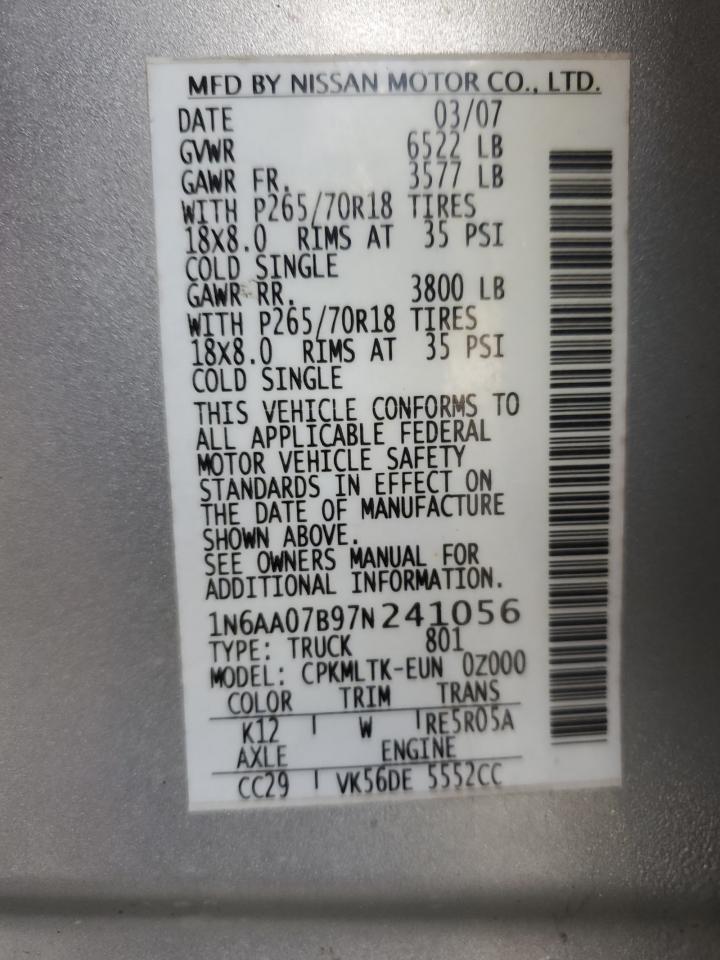 MFD BY NISSAN MOTOR CO., LTD.
DATE 03/07
GVWR 6522 LB
GAWR FR. 3577 LB
WITH P265/70R18 TIRES
18X8.0 RIMS AT 35 PSI
COLD SINGLE
GAWR RR. 3800 LB
WITH P265/70R18 TIRES
18X8.0 RIMS AT 35 PSI
COLD SINGLE
THIS VEHICLE CONFORMS TO
ALL APPLICABLE FEDERAL
MOTOR VEHICLE SAFETY
STANDARDS IN EFFECT ON
THE DATE OF MANUFACTURE
SHOWN ABOVE.
SEE OWNERS MANUAL FOR
ADDITIONAL INFORMATION.
1N6AA07B97N241056
TYPE: TRUCK 801
MODEL: CPKMLTK-EUN 0Z000
COLOR TRIM TRANS
K12 W RE5R05A
AXLE ENGINE
CC29 VK56DE 5552CC